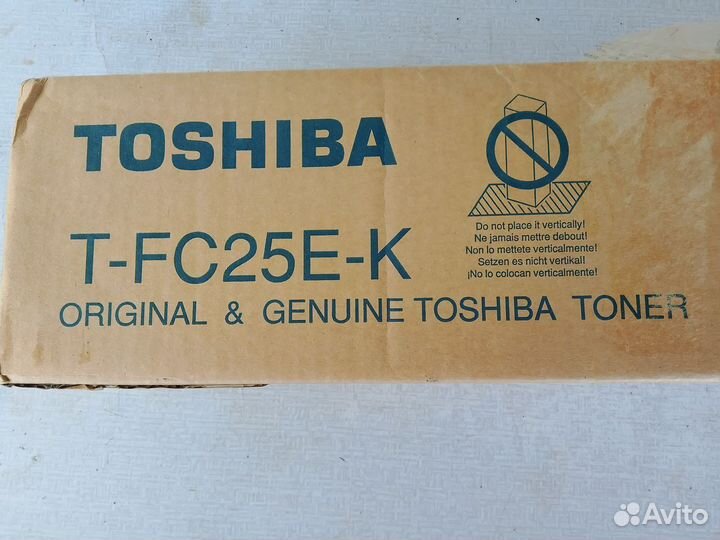 TOSHIBA
T-FC25E-K
ORIGINAL & GENUINE TOSHIBA TONER
Do not place it vertically!
Ne jamais mettre debout!
Non lo mettete verticalmente!
Setzen es nicht vertikal!
¡No lo colocan verticalmente!
Avito